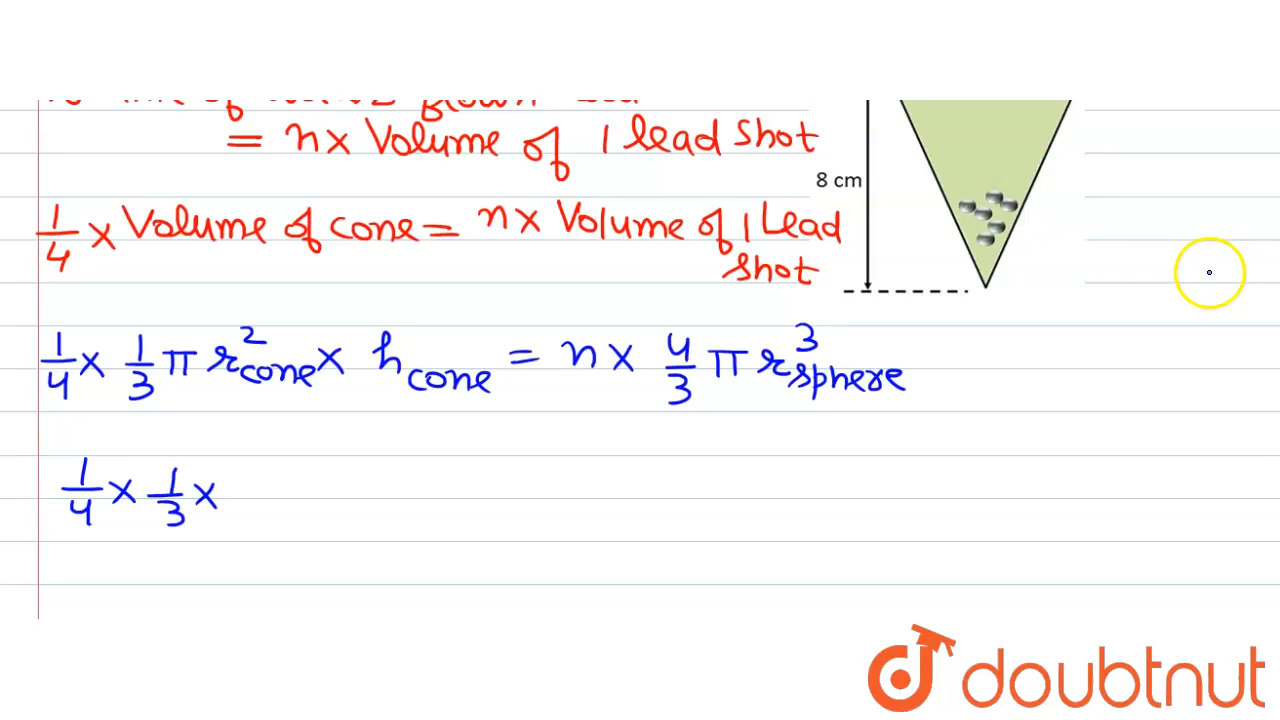 = n × Volume of 1 lead shot
8 cm
1/4 × Volume of cone = n × Volume of 1 Lead
shot
1/4 × 1/3 π r²cone × hcone = n × 4/3 π r³sphere
1/4 × 1/3 ×
doubtnut